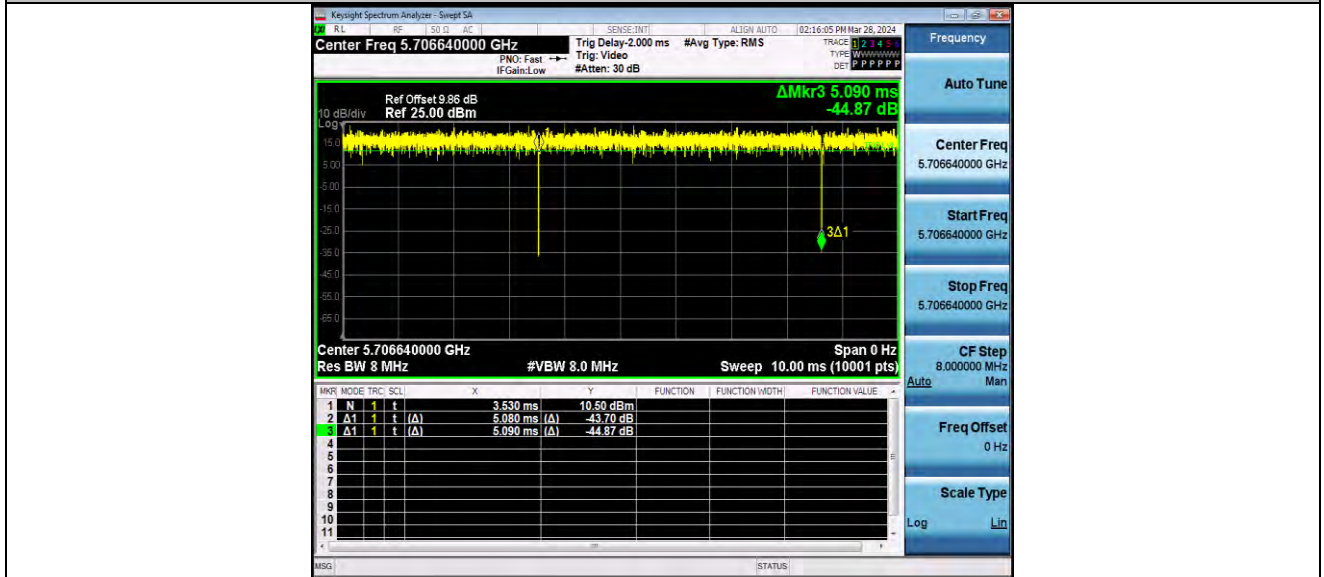 Keysight Spectrum Analyzer - Swept SA
RL RF 50 Ω AC SENSE:INT ALIGN AUTO 02:16:05 PM Mar 28, 2024
Center Freq 5.706640000 GHz
PNO: Fast
IFGain:Low
Trig Delay-2.000 ms
Trig: Video
#Atten: 30 dB
#Avg Type: RMS
TRACE 1 2 3 4 5 6
TYPE WWWWWW
DET P P P P P P
Frequency
Auto Tune
Center Freq
5.706640000 GHz
Start Freq
5.706640000 GHz
Stop Freq
5.706640000 GHz
CF Step
8.000000 MHz
Auto Man
Freq Offset
0 Hz
Scale Type
Log Lin
ΔMkr3 5.090 ms
-44.87 dB
Ref Offset 9.86 dB
10 dB/div Ref 25.00 dBm
Log
15.0
5.00
-5.00
-15.0
-25.0
-35.0
-45.0
-55.0
-65.0
3Δ1
Center 5.706640000 GHz Span 0 Hz
Res BW 8 MHz #VBW 8.0 MHz Sweep 10.00 ms (10001 pts)
MKR MODE TRC SCL X Y FUNCTION FUNCTION WIDTH FUNCTION VALUE
1 N 1 t 3.530 ms 10.50 dBm
2 Δ1 1 t (Δ) 5.080 ms (Δ) -43.70 dB
3 Δ1 1 t (Δ) 5.090 ms (Δ) -44.87 dB
4
5
6
7
8
9
10
11
MSG STATUS